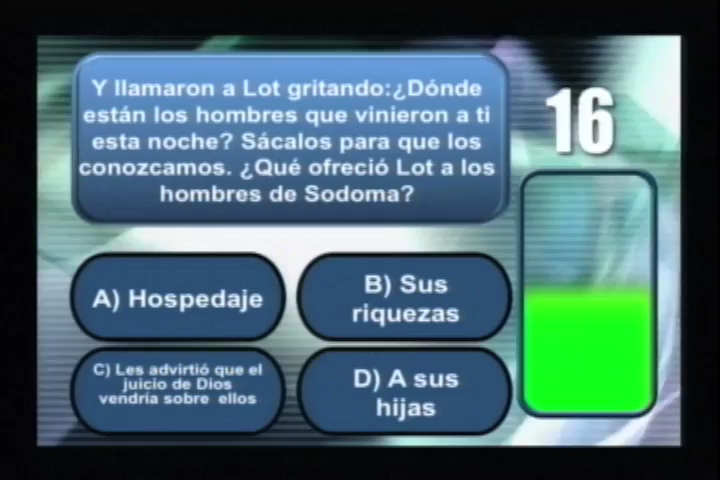 Y llamaron a Lot gritando:¿Dónde
están los hombres que vinieron a ti
esta noche? Sácalos para que los
conozcamos. ¿Qué ofreció Lot a los
hombres de Sodoma?
16
A) Hospedaje
B) Sus
riquezas
C) Les advirtió que el
juicio de Dios
vendría sobre ellos
D) A sus
hijas